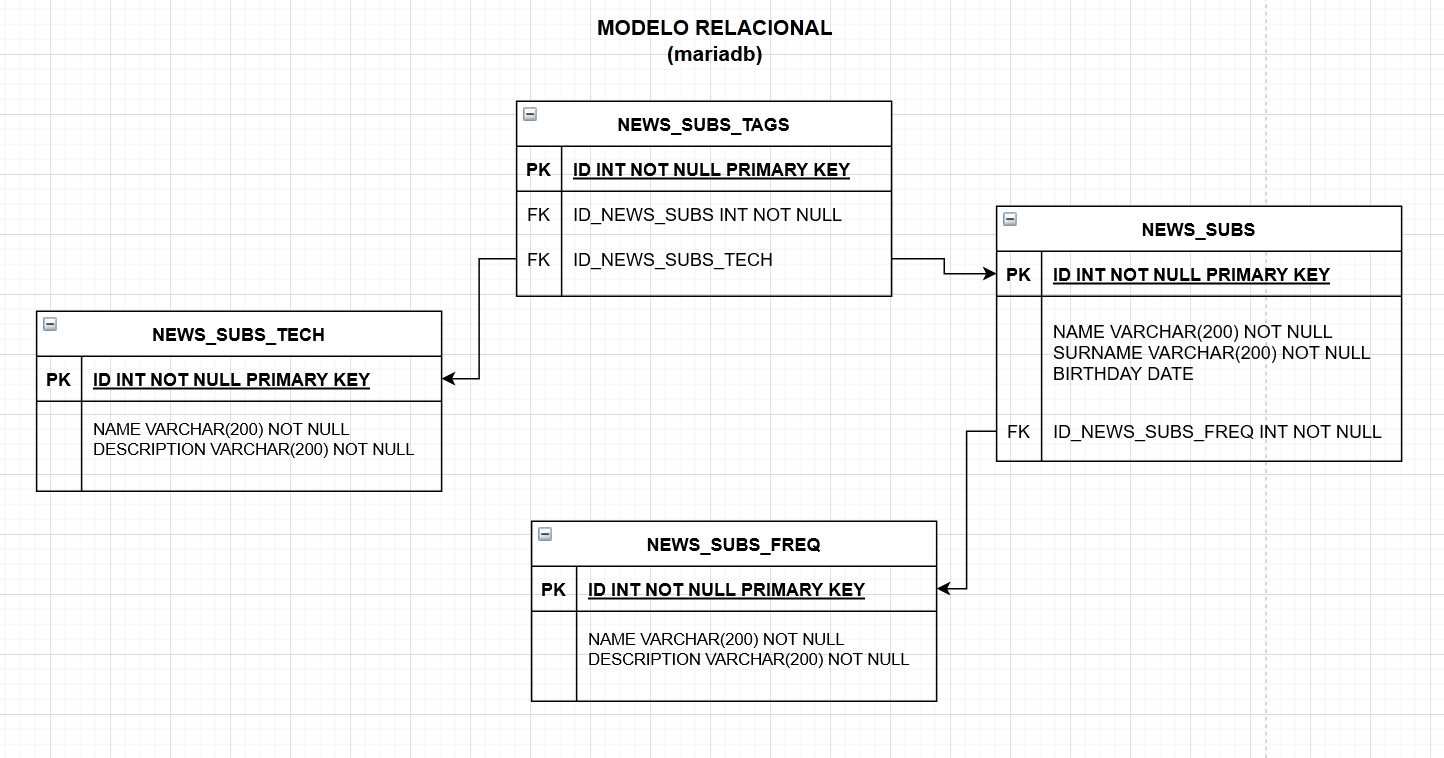 MODELO RELACIONAL
(mariadb)
NEWS_SUBS_TAGS
PK ID INT NOT NULL PRIMARY KEY
FK ID_NEWS_SUBS INT NOT NULL
FK ID_NEWS_SUBS_TECH
NEWS_SUBS
PK ID INT NOT NULL PRIMARY KEY
NAME VARCHAR(200) NOT NULL
SURNAME VARCHAR(200) NOT NULL
BIRTHDAY DATE
FK ID_NEWS_SUBS_FREQ INT NOT NULL
NEWS_SUBS_TECH
PK ID INT NOT NULL PRIMARY KEY
NAME VARCHAR(200) NOT NULL
DESCRIPTION VARCHAR(200) NOT NULL
NEWS_SUBS_FREQ
PK ID INT NOT NULL PRIMARY KEY
NAME VARCHAR(200) NOT NULL
DESCRIPTION VARCHAR(200) NOT NULL